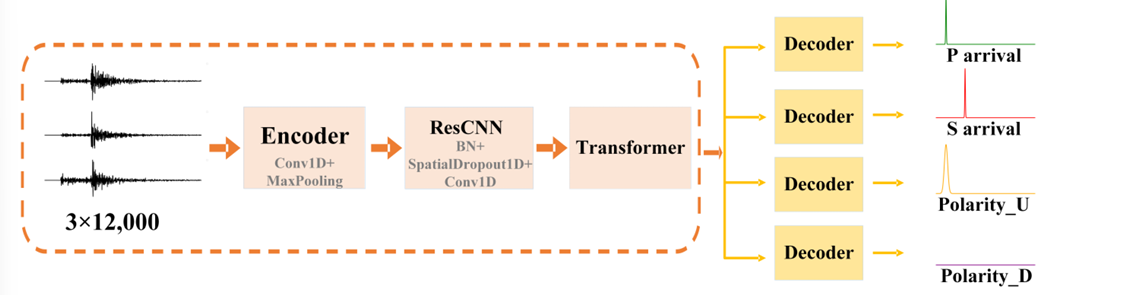 3×12,000
Encoder
Conv1D+
MaxPooling
ResCNN
BN+
SpatialDropout1D+
Conv1D
Transformer
Decoder
P arrival
Decoder
S arrival
Decoder
Polarity_U
Decoder
Polarity_D